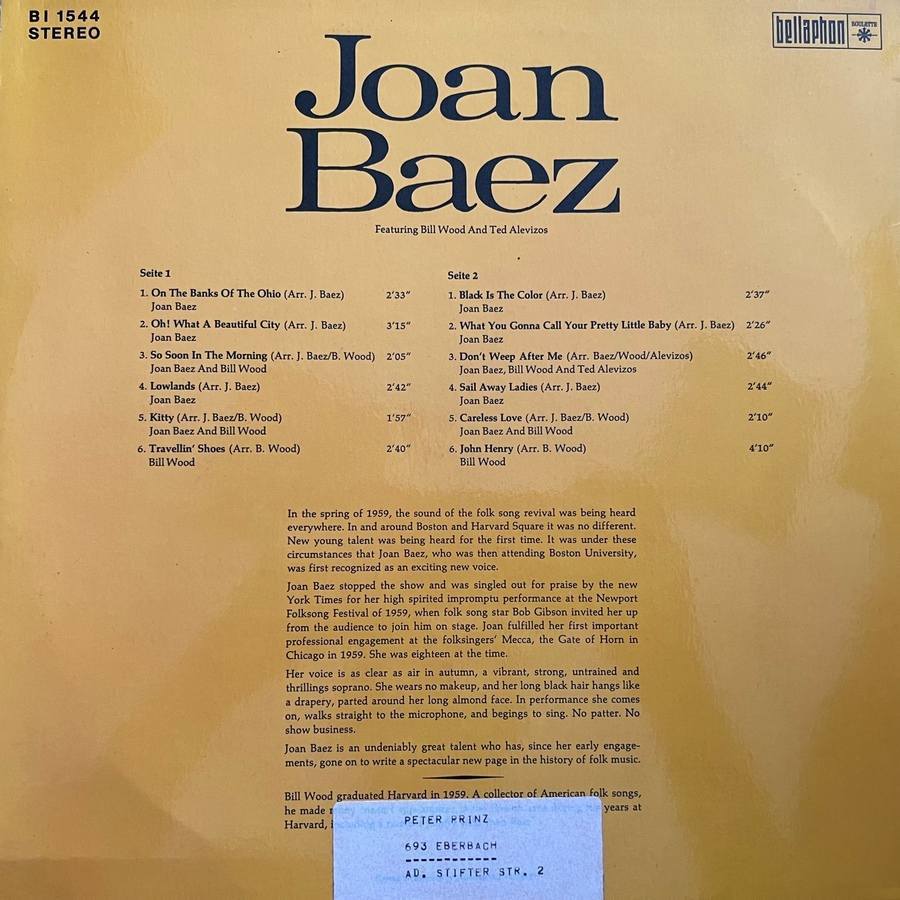 BI 1544
STEREO
bellaphon
ROULETTE
Joan
Baez
Featuring Bill Wood And Ted Alevizos
Seite 1
1. On The Banks Of The Ohio (Arr. J. Baez) 2'33"
Joan Baez
2. Oh! What A Beautiful City (Arr. J. Baez) 3'15"
Joan Baez
3. So Soon In The Morning (Arr. J. Baez/B. Wood) 2'05"
Joan Baez And Bill Wood
4. Lowlands (Arr. J. Baez) 2'42"
Joan Baez
5. Kitty (Arr. J. Baez/B. Wood) 1'57"
Joan Baez And Bill Wood
6. Travellin' Shoes (Arr. B. Wood) 2'40"
Bill Wood
Seite 2
1. Black Is The Color (Arr. J. Baez) 2'37"
Joan Baez
2. What You Gonna Call Your Pretty Little Baby (Arr. J. Baez) 2'26"
Joan Baez
3. Don't Weep After Me (Arr. Baez/Wood/Alevizos) 2'46"
Joan Baez, Bill Wood And Ted Alevizos
4. Sail Away Ladies (Arr. J. Baez) 2'44"
Joan Baez
5. Careless Love (Arr. J. Baez/B. Wood) 2'10"
Joan Baez And Bill Wood
6. John Henry (Arr. B. Wood) 4'10"
Bill Wood
In the spring of 1959, the sound of the folk song revival was being heard
everywhere. In and around Boston and Harvard Square it was no different.
New young talent was being heard for the first time. It was under these
circumstances that Joan Baez, who was then attending Boston University,
was first recognized as an exciting new voice.
Joan Baez stopped the show and was singled out for praise by the new
York Times for her high spirited impromptu performance at the Newport
Folksong Festival of 1959, when folk song star Bob Gibson invited her up
from the audience to join him on stage. Joan fulfilled her first important
professional engagement at the folksingers' Mecca, the Gate of Horn in
Chicago in 1959. She was eighteen at the time.
Her voice is as clear as air in autumn, a vibrant, strong, untrained and
thrillings soprano. She wears no makeup, and her long black hair hangs like
a drapery, parted around her long almond face. In performance she comes
on, walks straight to the microphone, and begings to sing. No patter. No
show business.
Joan Baez is an undeniably great talent who has, since her early engage-
ments, gone on to write a spectacular new page in the history of folk music.
Bill Wood graduated Harvard in 1959. A collector of American folk songs,
he made years at
Harvard,
PETER PRINZ
693 EBERBACH
AD. STIFTER STR. 2